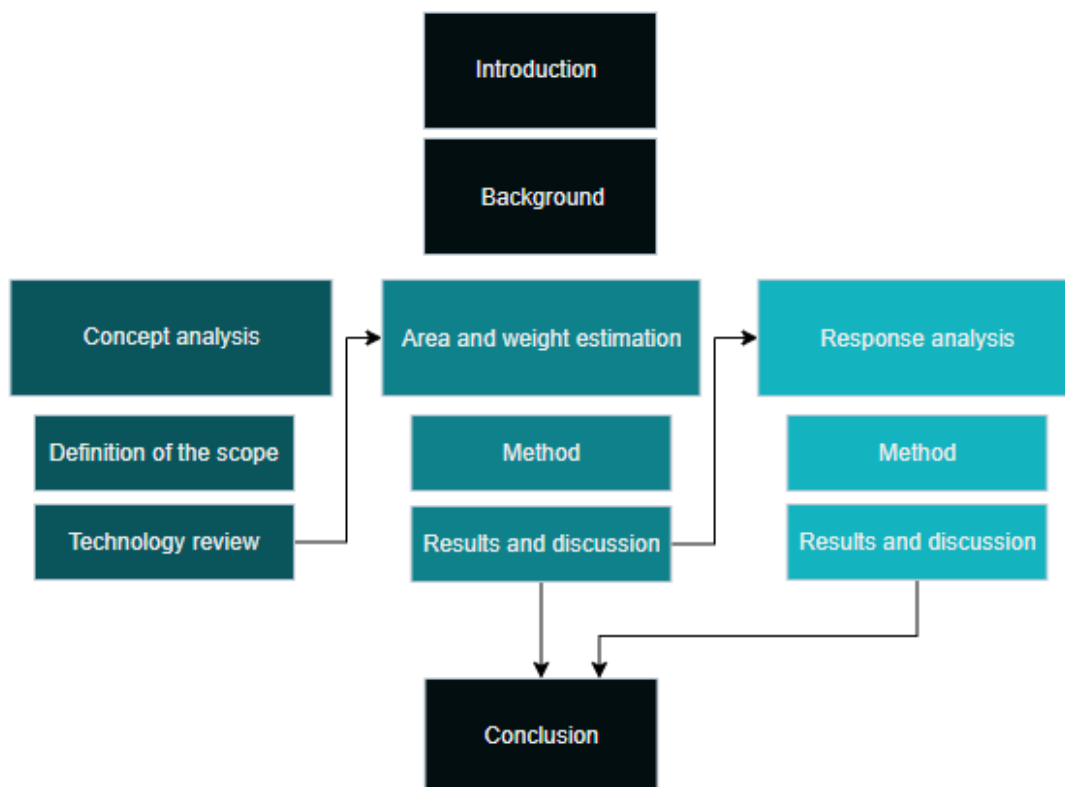 Introduction
Background
Concept analysis
Area and weight estimation
Response analysis
Definition of the scope
Method
Method
Technology review
Results and discussion
Results and discussion
Conclusion